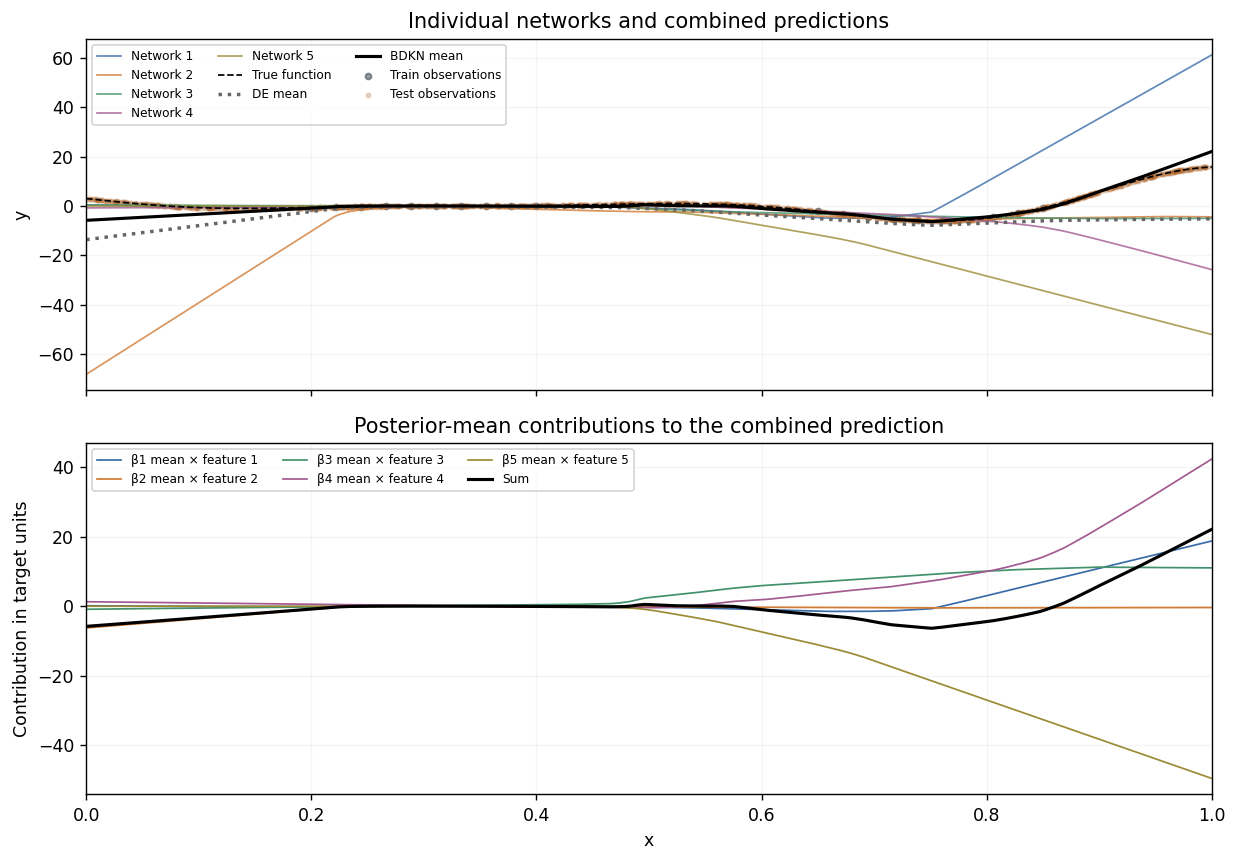 Individual networks and combined predictions
Network 1
Network 2
Network 3
Network 4
Network 5
True function
DE mean
BDKN mean
Train observations
Test observations
60
40
20
0
−20
−40
−60
y
Posterior-mean contributions to the combined prediction
β1 mean × feature 1
β2 mean × feature 2
β3 mean × feature 3
β4 mean × feature 4
β5 mean × feature 5
Sum
40
20
0
−20
−40
Contribution in target units
0.0 0.2 0.4 0.6 0.8 1.0
x